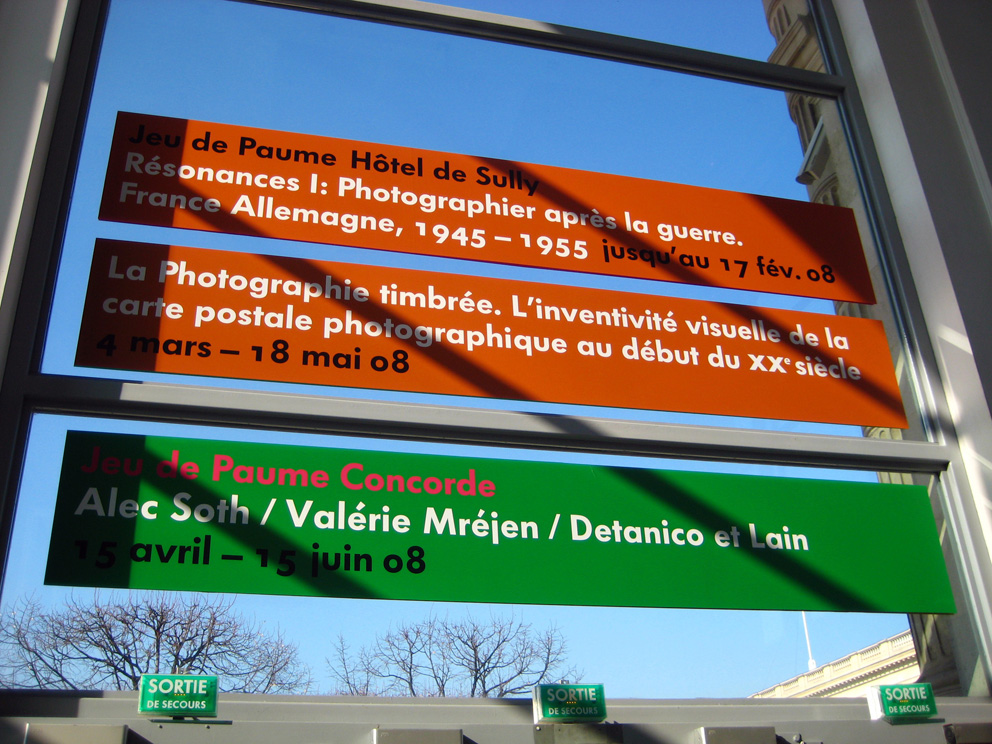 Jeu de Paume Hôtel de Sully
Résonances I: Photographier après la guerre.
France Allemagne, 1945 – 1955 jusqu'au 17 fév. 08
La Photographie timbrée. L'inventivité visuelle de la
carte postale photographique au début du XXe siècle
4 mars – 18 mai 08
Jeu de Paume Concorde
Alec Soth / Valérie Mréjen / Detanico et Lain
15 avril – 15 juin 08
SORTIE
DE SECOURS
SORTIE
DE SECOURS
SORTIE
DE SECOURS